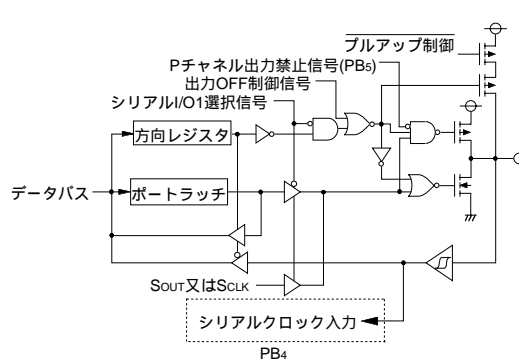 プルアップ制御
Pチャネル出力禁止信号(PB5)
出力OFF制御信号
シリアルI/O1選択信号
方向レジスタ
データバス
ポートラッチ
SOUT又はSCLK
シリアルクロック入力
PB4